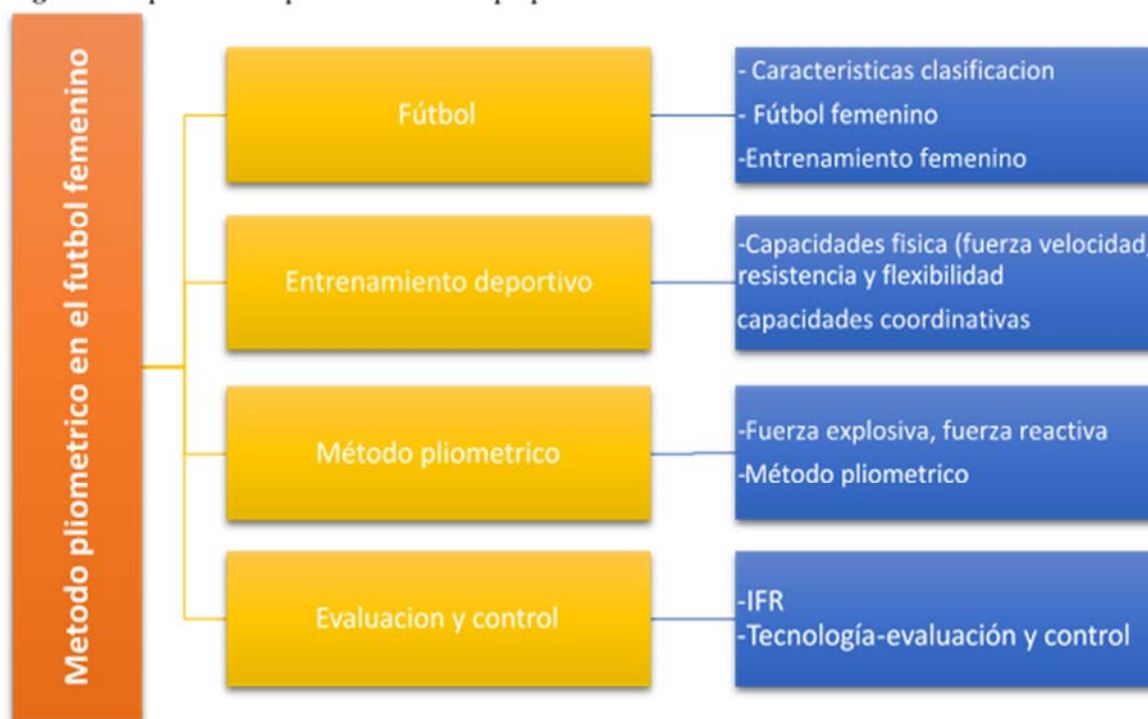 Metodo pliometrico en el futbol femenino
Fútbol
- Caracteristicas clasificacion
- Fútbol femenino
-Entrenamiento femenino
Entrenamiento deportivo
-Capacidades fisica (fuerza velocidad,
resistencia y flexibilidad
capacidades coordinativas
Método pliometrico
-Fuerza explosiva, fuerza reactiva
-Método pliometrico
Evaluacion y control
-IFR
-Tecnología-evaluación y control